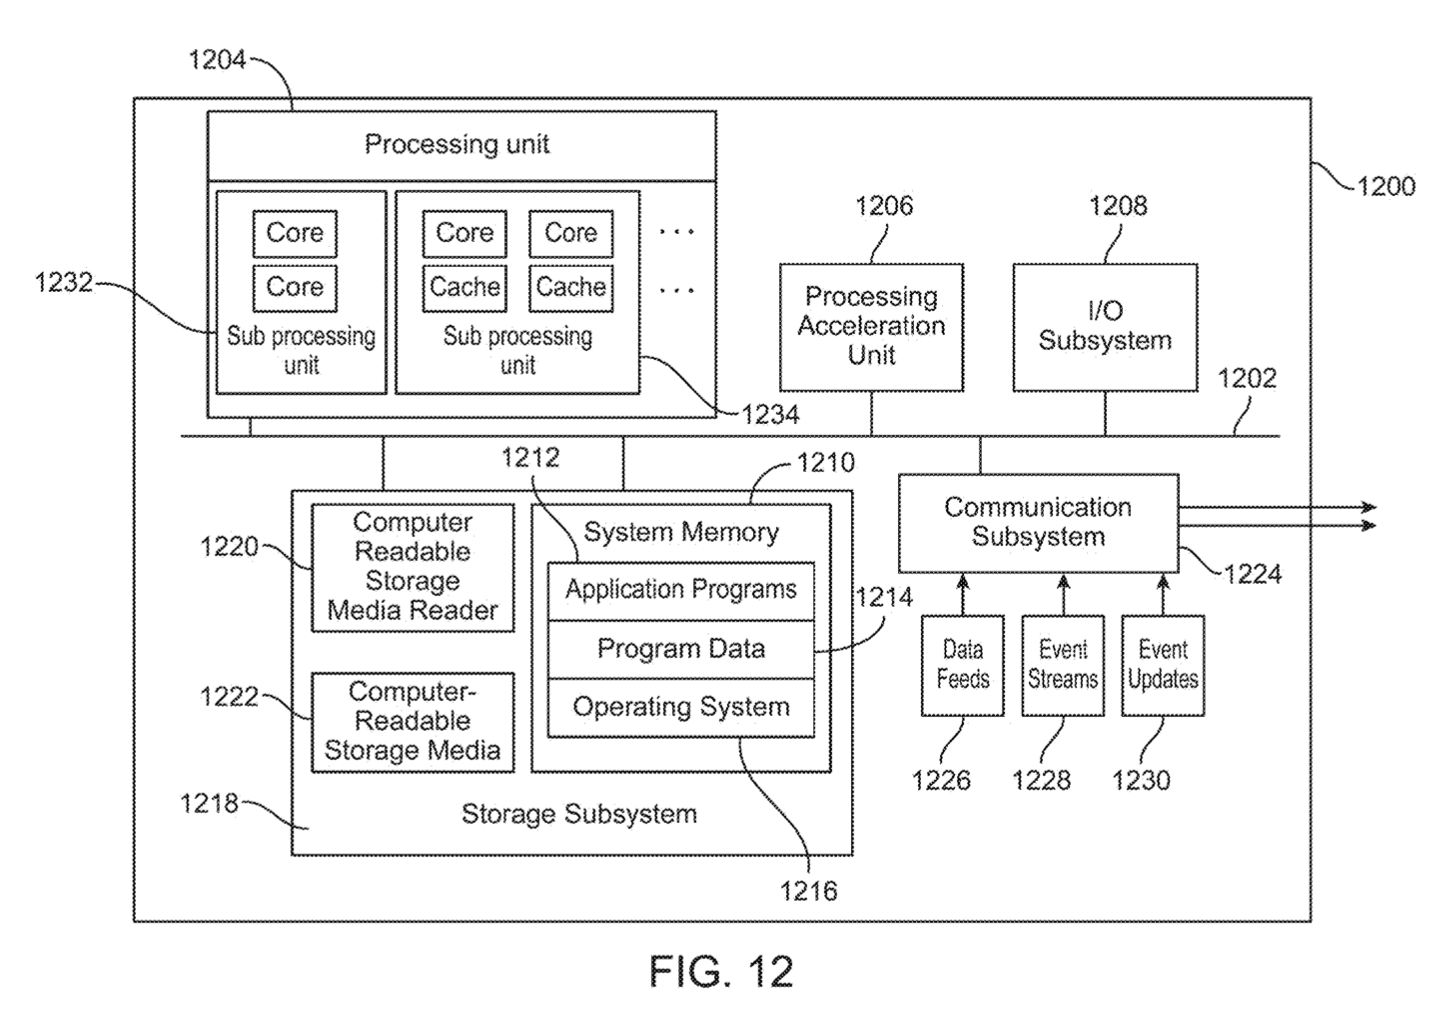 1204
Processing unit
1200
Core
Core
Sub processing
unit
1232
Core
Core
Cache
Cache
Sub processing
unit
1234
...
...
1206
Processing
Acceleration
Unit
1208
I/O
Subsystem
1202
1212
1210
1220
Computer
Readable
Storage
Media Reader
System Memory
Application Programs
Program Data
Operating System
1214
1222
Computer-
Readable
Storage Media
1218
Storage Subsystem
1216
Communication
Subsystem
1224
Data
Feeds
Event
Streams
Event
Updates
1226
1228
1230
FIG. 12